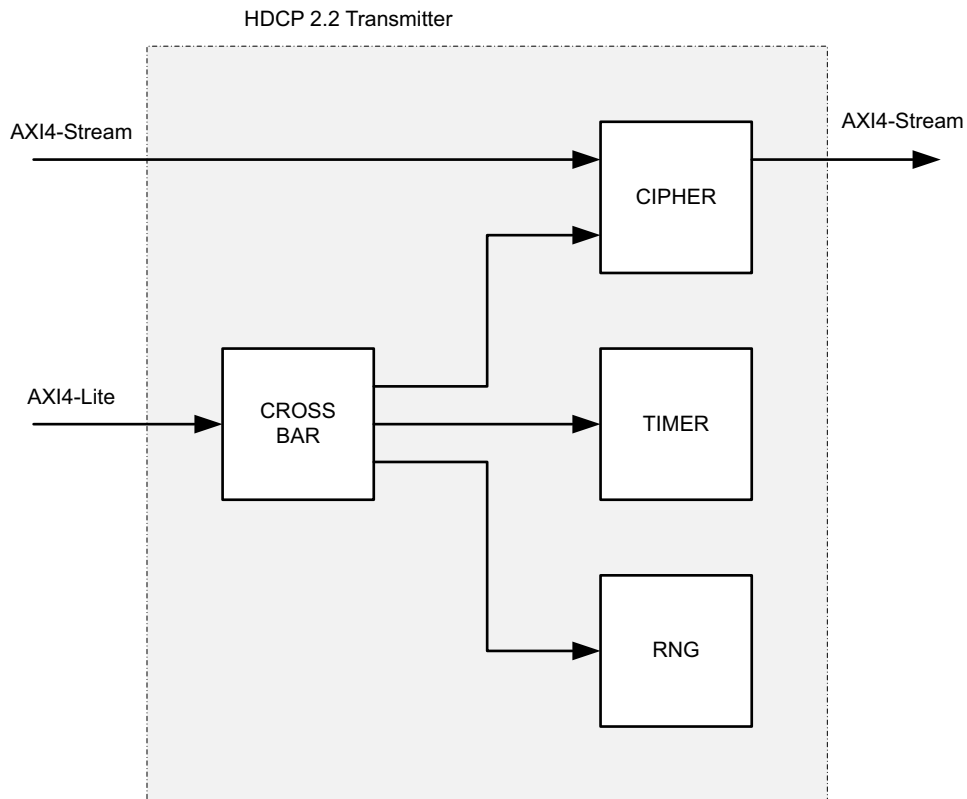 HDCP 2.2 Transmitter
AXI4-Stream
AXI4-Stream
CIPHER
AXI4-Lite
CROSS
BAR
TIMER
RNG